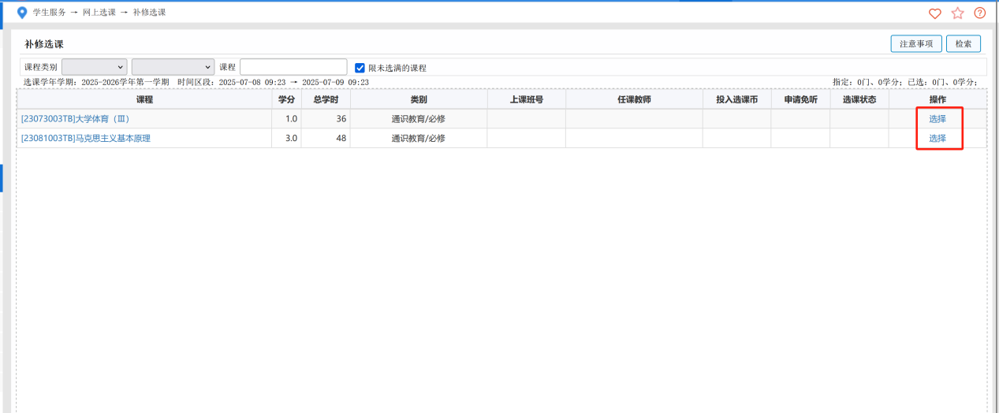 学生服务 → 网上选课 → 补修选课
补修选课 注意事项 检索
课程类别 课程 限未选满的课程
选课学年学期：2025-2026学年第一学期 时间区段：2025-07-08 09:23 → 2025-07-09 09:23 指定：0门、0学分；已选：0门、0学分；
课程 学分 总学时 类别 上课班号 任课教师 投入选课币 申请免听 选课状态 操作
[23073003TB]大学体育（Ⅲ） 1.0 36 通识教育/必修 选择
[23081003TB]马克思主义基本原理 3.0 48 通识教育/必修 选择